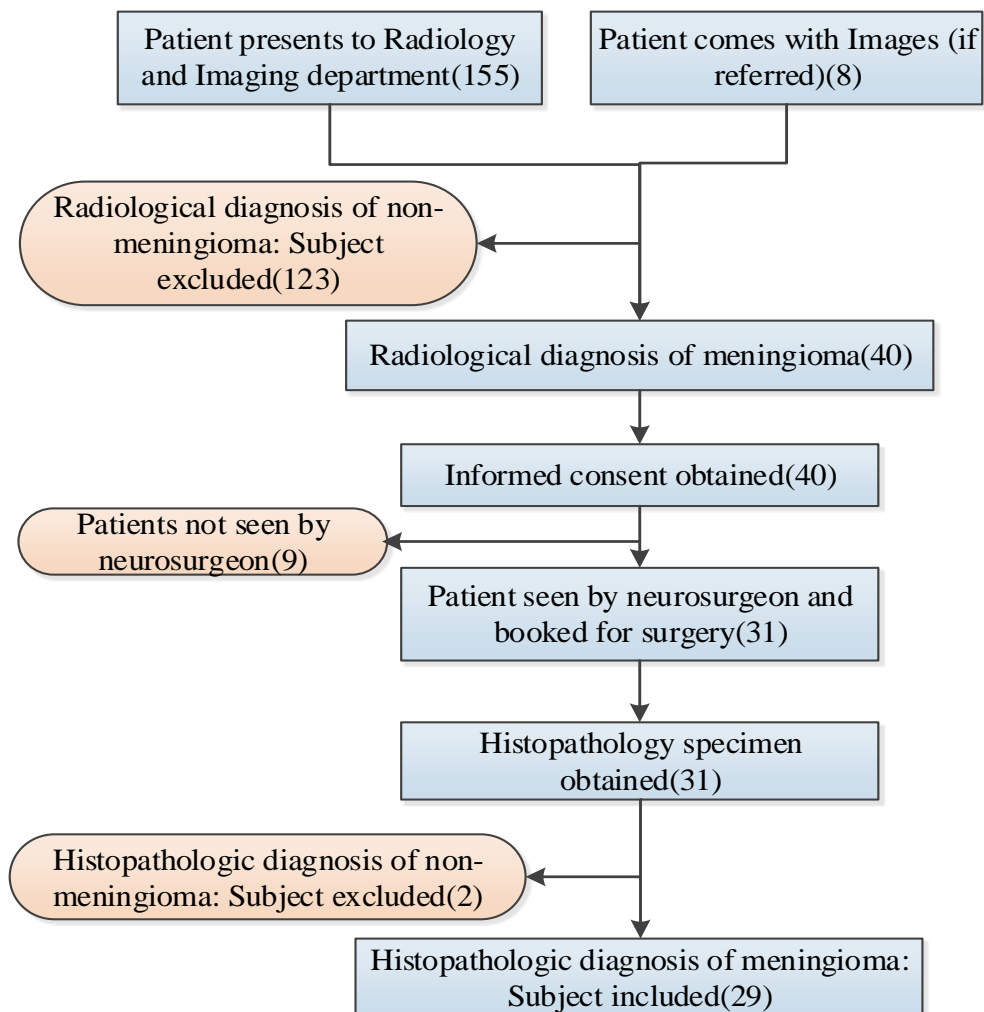 Patient presents to Radiology
and Imaging department(155)
Patient comes with Images (if
referred)(8)
Radiological diagnosis of non-
meningioma: Subject
excluded(123)
Radiological diagnosis of meningioma(40)
Informed consent obtained(40)
Patients not seen by
neurosurgeon(9)
Patient seen by neurosurgeon and
booked for surgery(31)
Histopathology specimen
obtained(31)
Histopathologic diagnosis of non-
meningioma: Subject excluded(2)
Histopathologic diagnosis of meningioma:
Subject included(29)